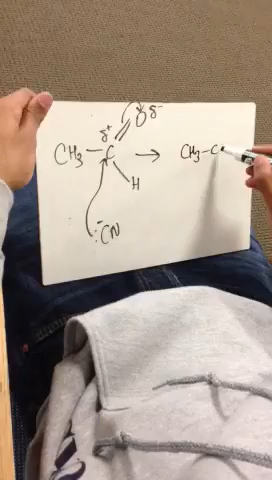 O δ-
δ+
CH3 – C → CH3 – C
H
:-CN